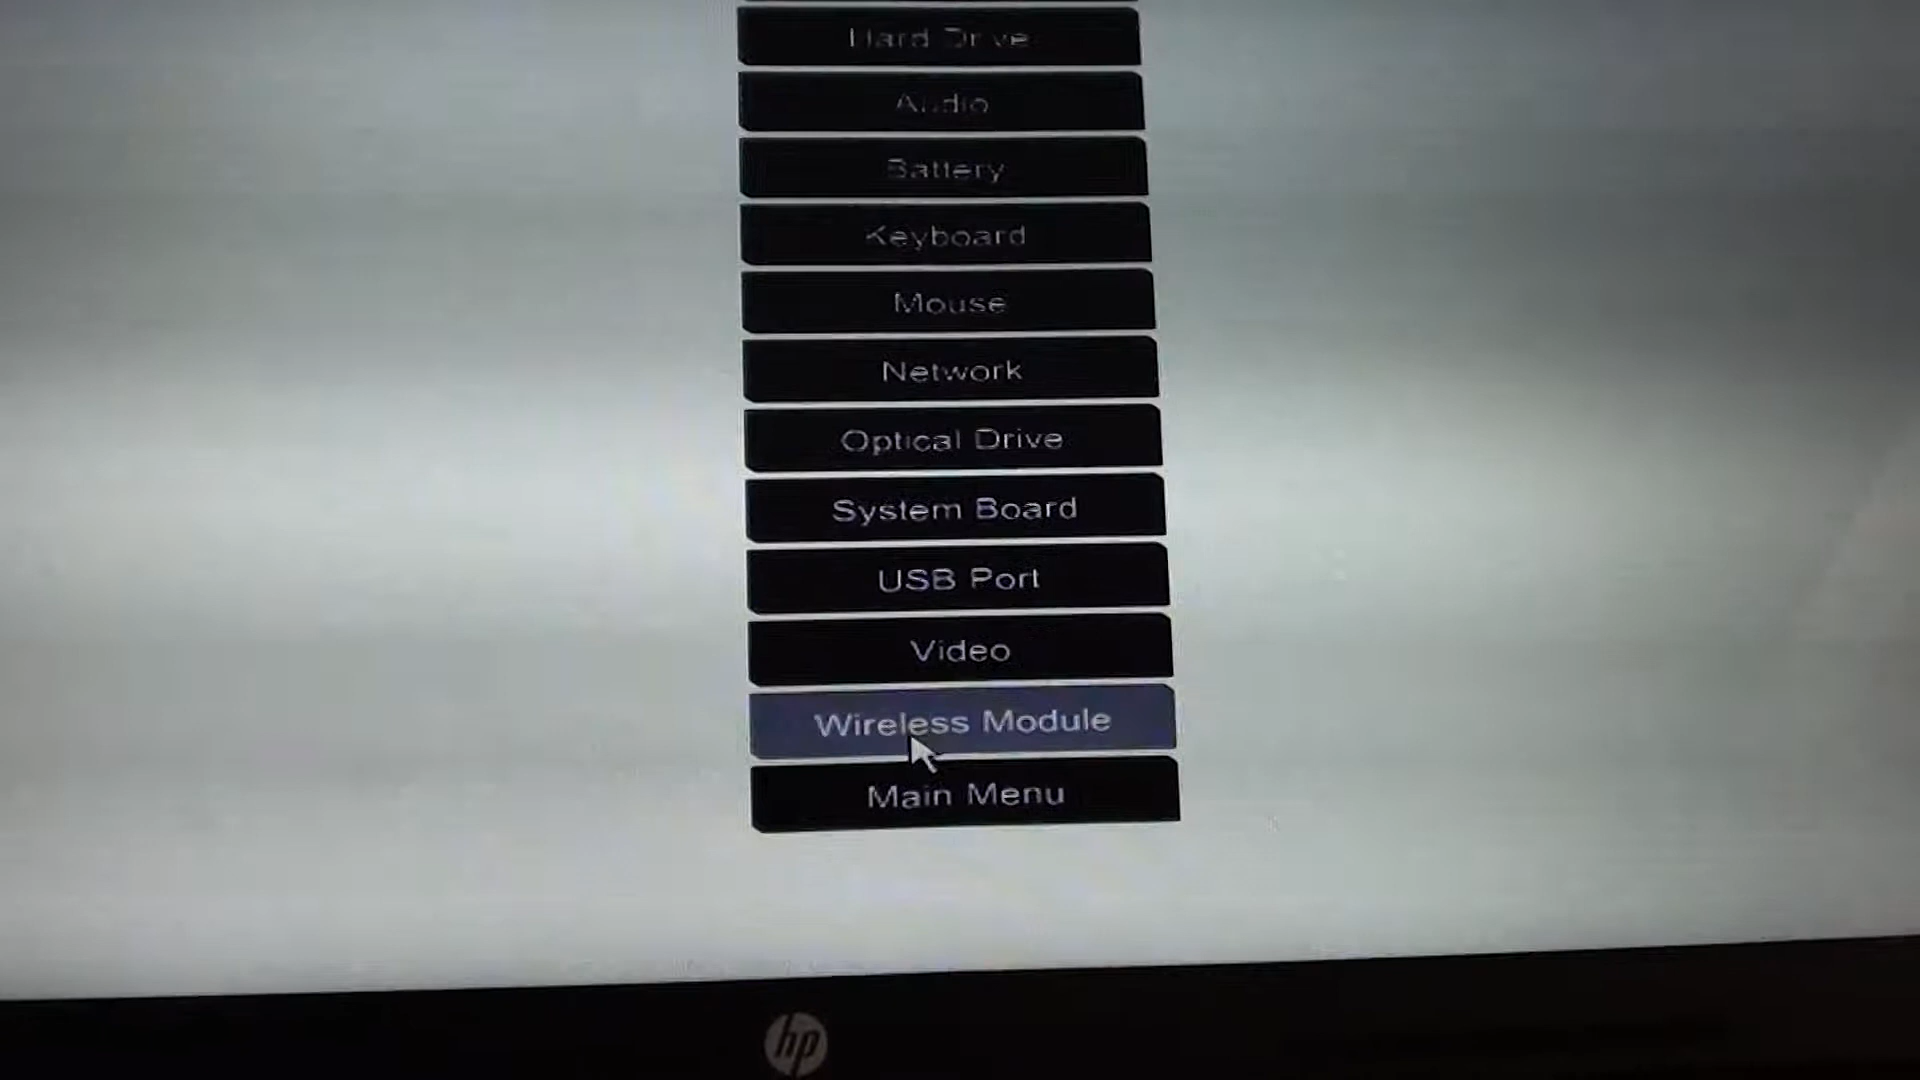 Hard Drive
Audio
Battery
Keyboard
Mouse
Network
Optical Drive
System Board
USB Port
Video
Wireless Module
Main Menu
hp